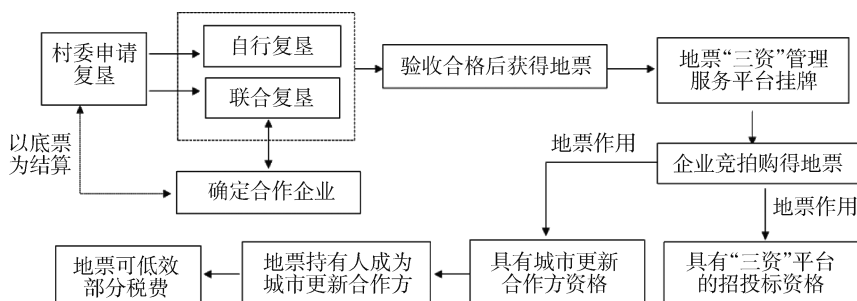 村委申请
复垦
自行复垦
联合复垦
验收合格后获得地票
地票“三资”管理
服务平台挂牌
以底票
为结算
确定合作企业
地票作用
企业竞拍购得地票
地票作用
地票可低效
部分税费
地票持有人成为
城市更新合作方
具有城市更新
合作方资格
具有“三资”平台
的招投标资格